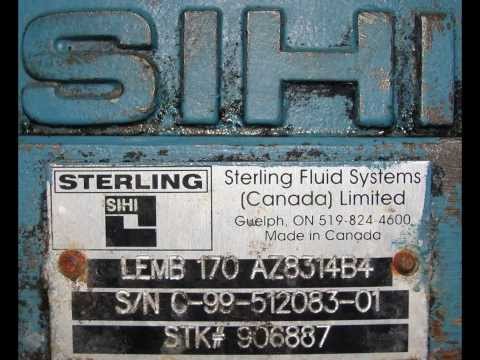 SIHI
STERLING
SIHI
Sterling Fluid Systems
(Canada) Limited
Guelph, ON 519-824-4600
Made in Canada
LEMB 170 AZ8314B4
S/N C-99-512083-01
STK# 906887